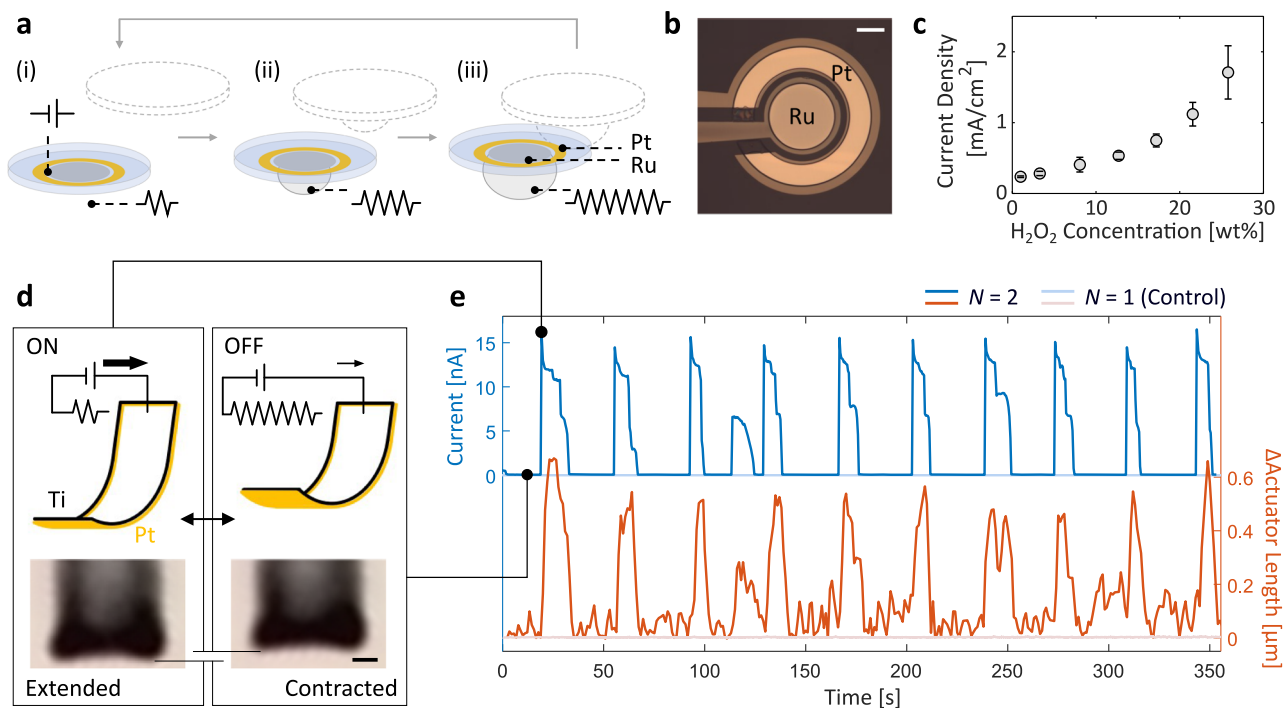 a
(i)
(ii)
(iii)
Pt
Ru
b
Pt
Ru
c
Current Density
[mA/cm²]
2
1
0
0
10
20
30
H₂O₂ Concentration [wt%]
d
ON
OFF
Ti
Pt
Extended
Contracted
e
N = 2
N = 1 (Control)
Current [nA]
15
10
5
0
0.6
0.4
0.2
0
ΔActuator Length [µm]
0
50
100
150
200
250
300
350
Time [s]